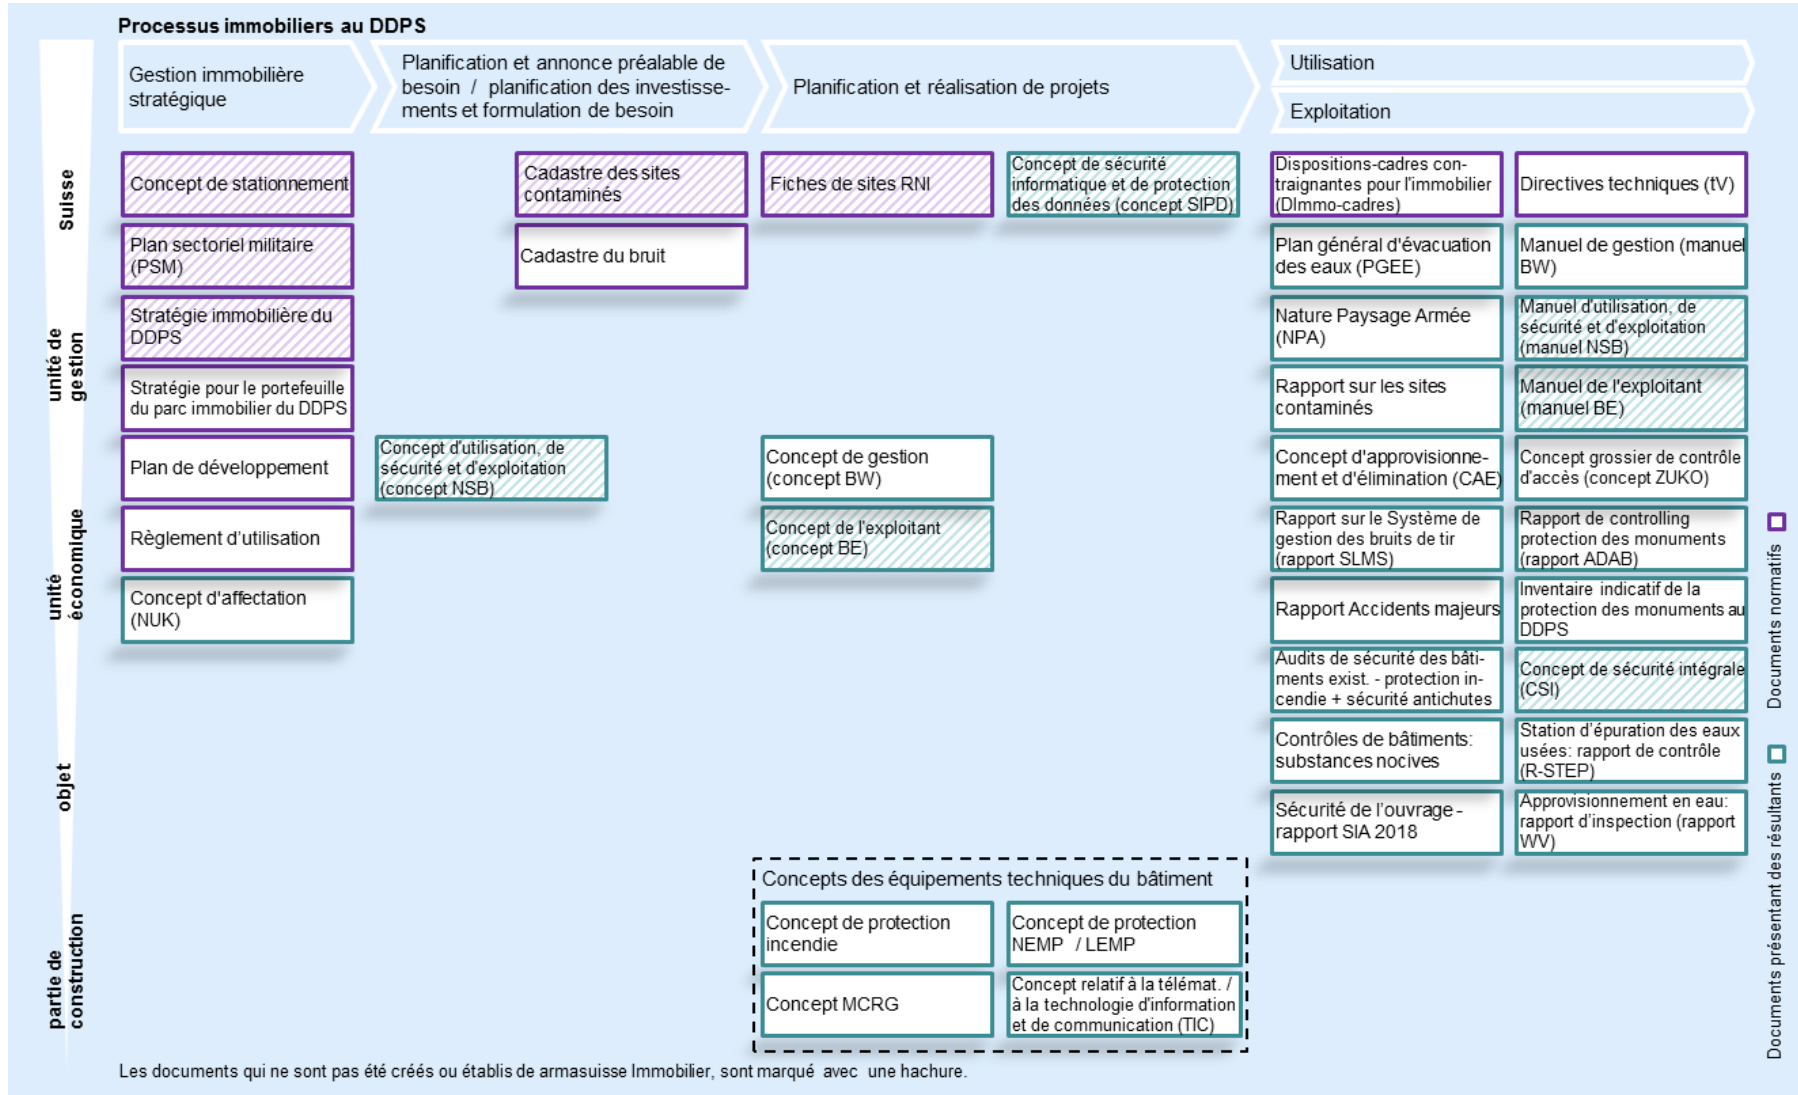 Processus immobiliers au DDPS
Gestion immobilière
stratégique
Planification et annonce préalable de
besoin / planification des investisse-
ments et formulation de besoin
Planification et réalisation de projets
Utilisation
Exploitation
Suisse
unité de
gestion
unité
économique
objet
partie de
construction
Concept de stationnement
Plan sectoriel militaire
(PSM)
Stratégie immobilière du
DDPS
Stratégie pour le portefeuille
du parc immobilier du DDPS
Plan de développement
Règlement d'utilisation
Concept d'affectation
(NUK)
Cadastre des sites
contaminés
Cadastre du bruit
Concept d'utilisation, de
sécurité et d'exploitation
(concept NSB)
Fiches de sites RNI
Concept de sécurité
informatique et de protection
des données (concept SIPD)
Concept de gestion
(concept BW)
Concept de l'exploitant
(concept BE)
Concepts des équipements techniques du bâtiment
Concept de protection
incendie
Concept de protection
NEMP / LEMP
Concept MCRG
Concept relatif à la télémat. /
à la technologie d'information
et de communication (TIC)
Dispositions-cadres con-
traignantes pour l'immobilier
(DImmo-cadres)
Directives techniques (tV)
Plan général d'évacuation
des eaux (PGEE)
Manuel de gestion (manuel
BW)
Nature Paysage Armée
(NPA)
Manuel d'utilisation, de
sécurité et d'exploitation
(manuel NSB)
Rapport sur les sites
contaminés
Manuel de l'exploitant
(manuel BE)
Concept d'approvisionne-
ment et d'élimination (CAE)
Concept grossier de contrôle
d'accès (concept ZUKO)
Rapport sur le Système de
gestion des bruits de tir
(rapport SLMS)
Rapport de controlling
protection des monuments
(rapport ADAB)
Rapport Accidents majeurs
Inventaire indicatif de la
protection des monuments au
DDPS
Audits de sécurité des bâti-
ments exist. - protection in-
cendie + sécurité antichutes
Concept de sécurité intégrale
(CSI)
Contrôles de bâtiments:
substances nocives
Station d'épuration des eaux
usées: rapport de contrôle
(R-STEP)
Sécurité de l'ouvrage -
rapport SIA 2018
Approvisionnement en eau:
rapport d'inspection (rapport
WV)
Documents normatifs
Documents présentant des résultants
Les documents qui ne sont pas été créés ou établis de armasuisse Immobilier, sont marqué avec une hachure.